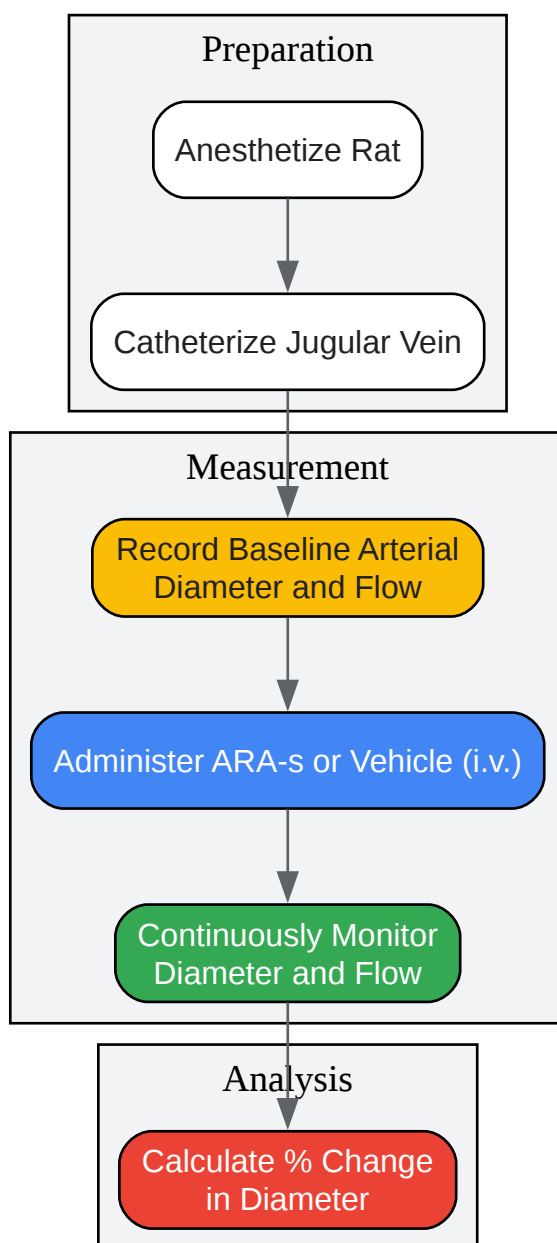 Preparation
Anesthetize Rat
Catheterize Jugular Vein
Measurement
Record Baseline Arterial
Diameter and Flow
Administer ARA-s or Vehicle (i.v.)
Continuously Monitor
Diameter and Flow
Analysis
Calculate % Change
in Diameter